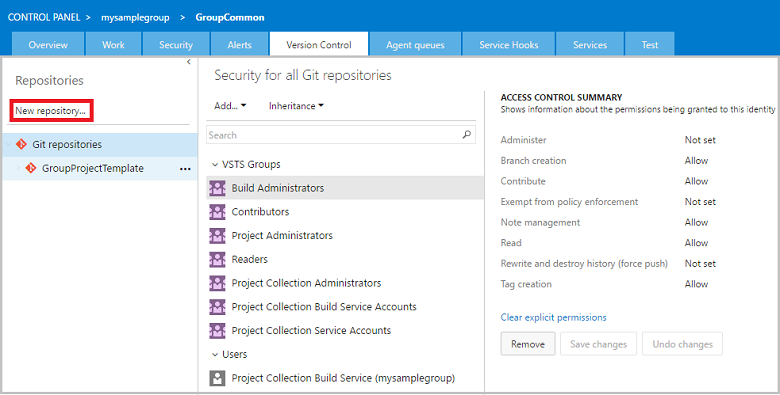 CONTROL PANEL > mysamplegroup > GroupCommon
Overview Work Security Alerts Version Control Agent queues Service Hooks Services Test
Repositories
New repository...
Git repositories
GroupProjectTemplate ...
Security for all Git repositories
Add... Inheritance
Search
VSTS Groups
Build Administrators
Contributors
Project Administrators
Readers
Project Collection Administrators
Project Collection Build Service Accounts
Project Collection Service Accounts
Users
Project Collection Build Service (mysamplegroup)
ACCESS CONTROL SUMMARY
Shows information about the permissions being granted to this identity
Administer Not set
Branch creation Allow
Contribute Allow
Exempt from policy enforcement Not set
Note management Allow
Read Allow
Rewrite and destroy history (force push) Not set
Tag creation Allow
Clear explicit permissions
Remove Save changes Undo changes